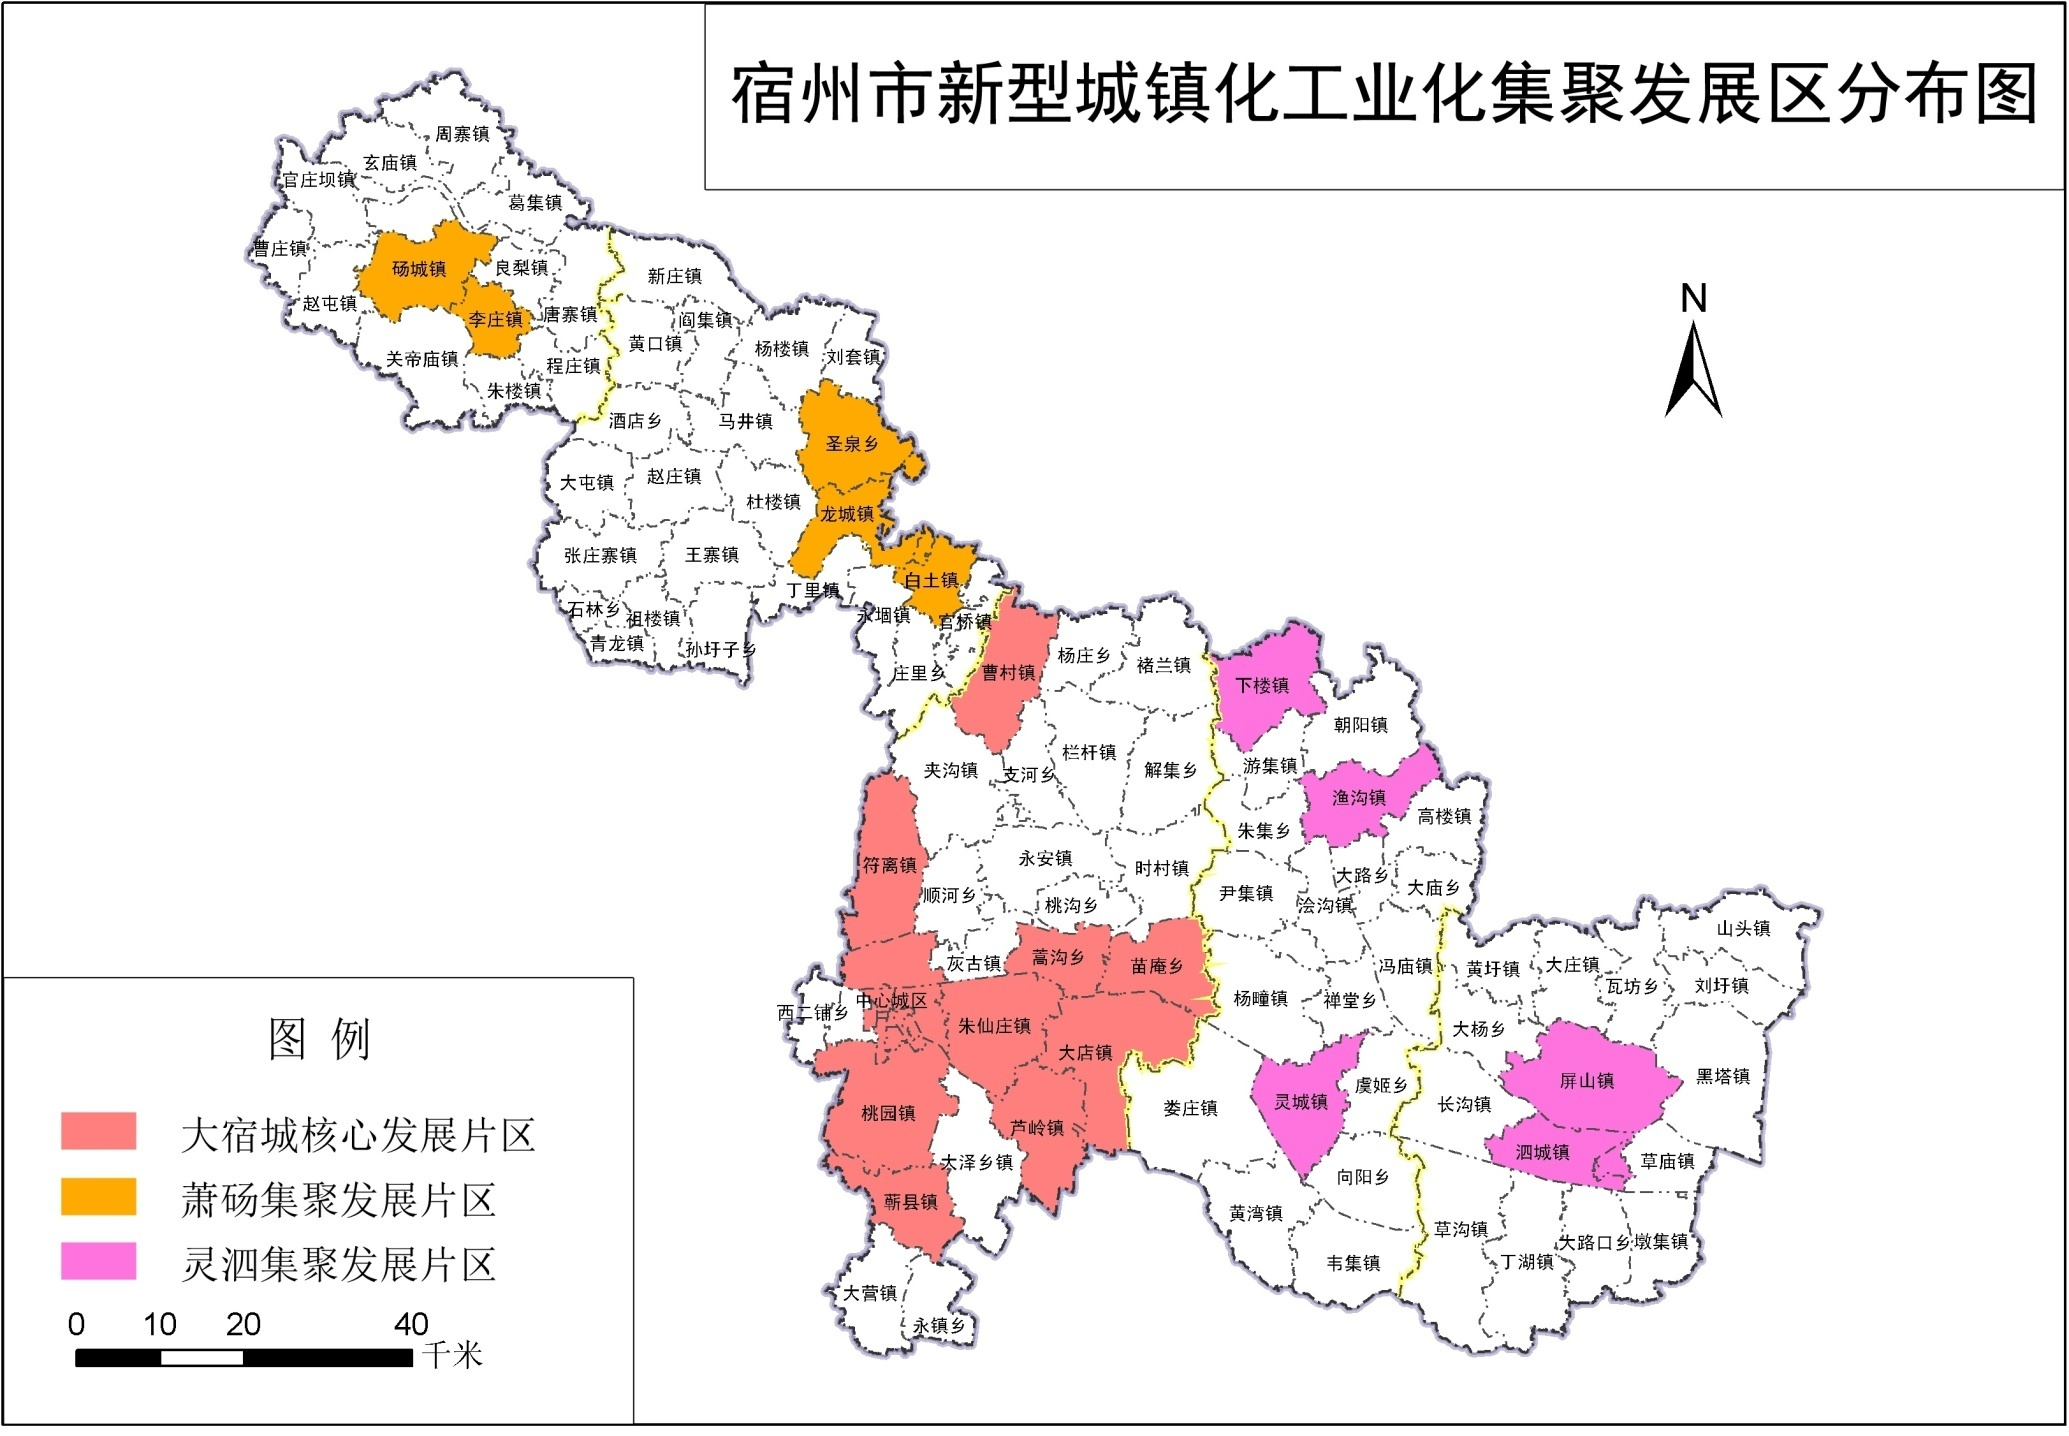 宿州市新型城镇化工业化集聚发展区分布图
周寨镇
玄庙镇
官庄坝镇
葛集镇
曹庄镇
砀城镇
良梨镇
赵屯镇
李庄镇
唐寨镇
关帝庙镇
程庄镇
朱楼镇
新庄镇
阎集镇
黄口镇
杨楼镇
刘套镇
酒店乡
马井镇
圣泉乡
大屯镇
赵庄镇
杜楼镇
龙城镇
张庄寨镇
王寨镇
丁里镇
白土镇
石林乡
祖楼镇
永堌镇
官桥镇
青龙镇
孙圩子乡
庄里乡
N
曹村镇
杨庄乡
褚兰镇
下楼镇
朝阳镇
夹沟镇
支河乡
栏杆镇
解集乡
游集镇
渔沟镇
高楼镇
朱集乡
符离镇
永安镇
时村镇
顺河乡
桃沟乡
尹集镇
大路乡
大庙乡
浍沟镇
灰古镇
蒿沟乡
苗庵乡
冯庙镇
黄圩镇
大庄镇
瓦坊乡
山头镇
刘圩镇
西二铺乡
中心城区
朱仙庄镇
大店镇
杨疃镇
禅堂乡
大杨乡
屏山镇
黑塔镇
桃园镇
芦岭镇
娄庄镇
灵城镇
虞姬乡
长沟镇
大泽乡镇
泗城镇
草庙镇
蕲县镇
向阳乡
黄湾镇
韦集镇
草沟镇
丁湖镇
大路口乡
墩集镇
大营镇
永镇乡
图 例
大宿城核心发展片区
萧砀集聚发展片区
灵泗集聚发展片区
0 10 20 40
千米